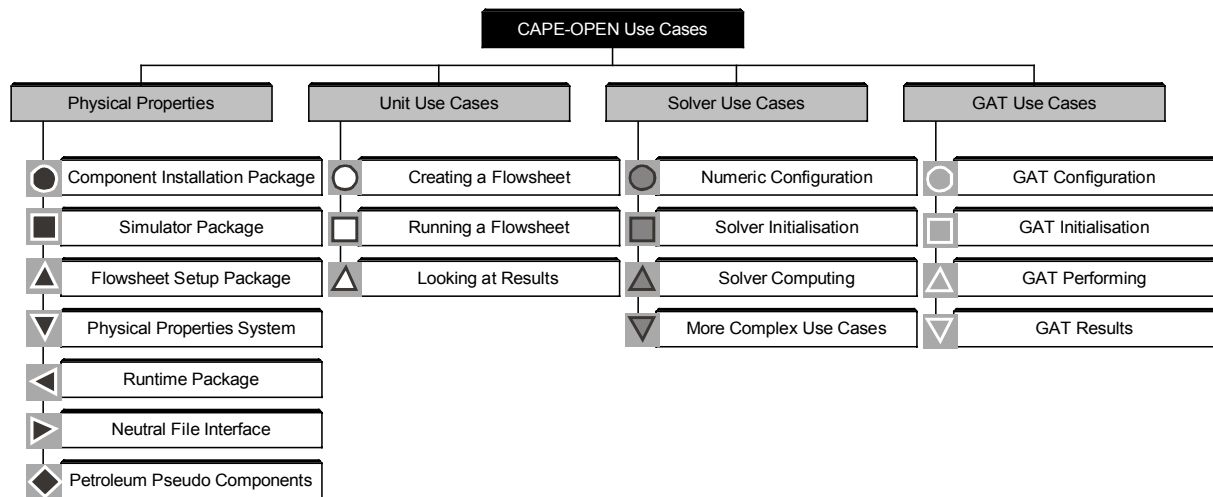 CAPE-OPEN Use Cases
Physical Properties
Unit Use Cases
Solver Use Cases
GAT Use Cases
Component Installation Package
Creating a Flowsheet
Numeric Configuration
GAT Configuration
Simulator Package
Running a Flowsheet
Solver Initialisation
GAT Initialisation
Flowsheet Setup Package
Looking at Results
Solver Computing
GAT Performing
Physical Properties System
More Complex Use Cases
GAT Results
Runtime Package
Neutral File Interface
Petroleum Pseudo Components